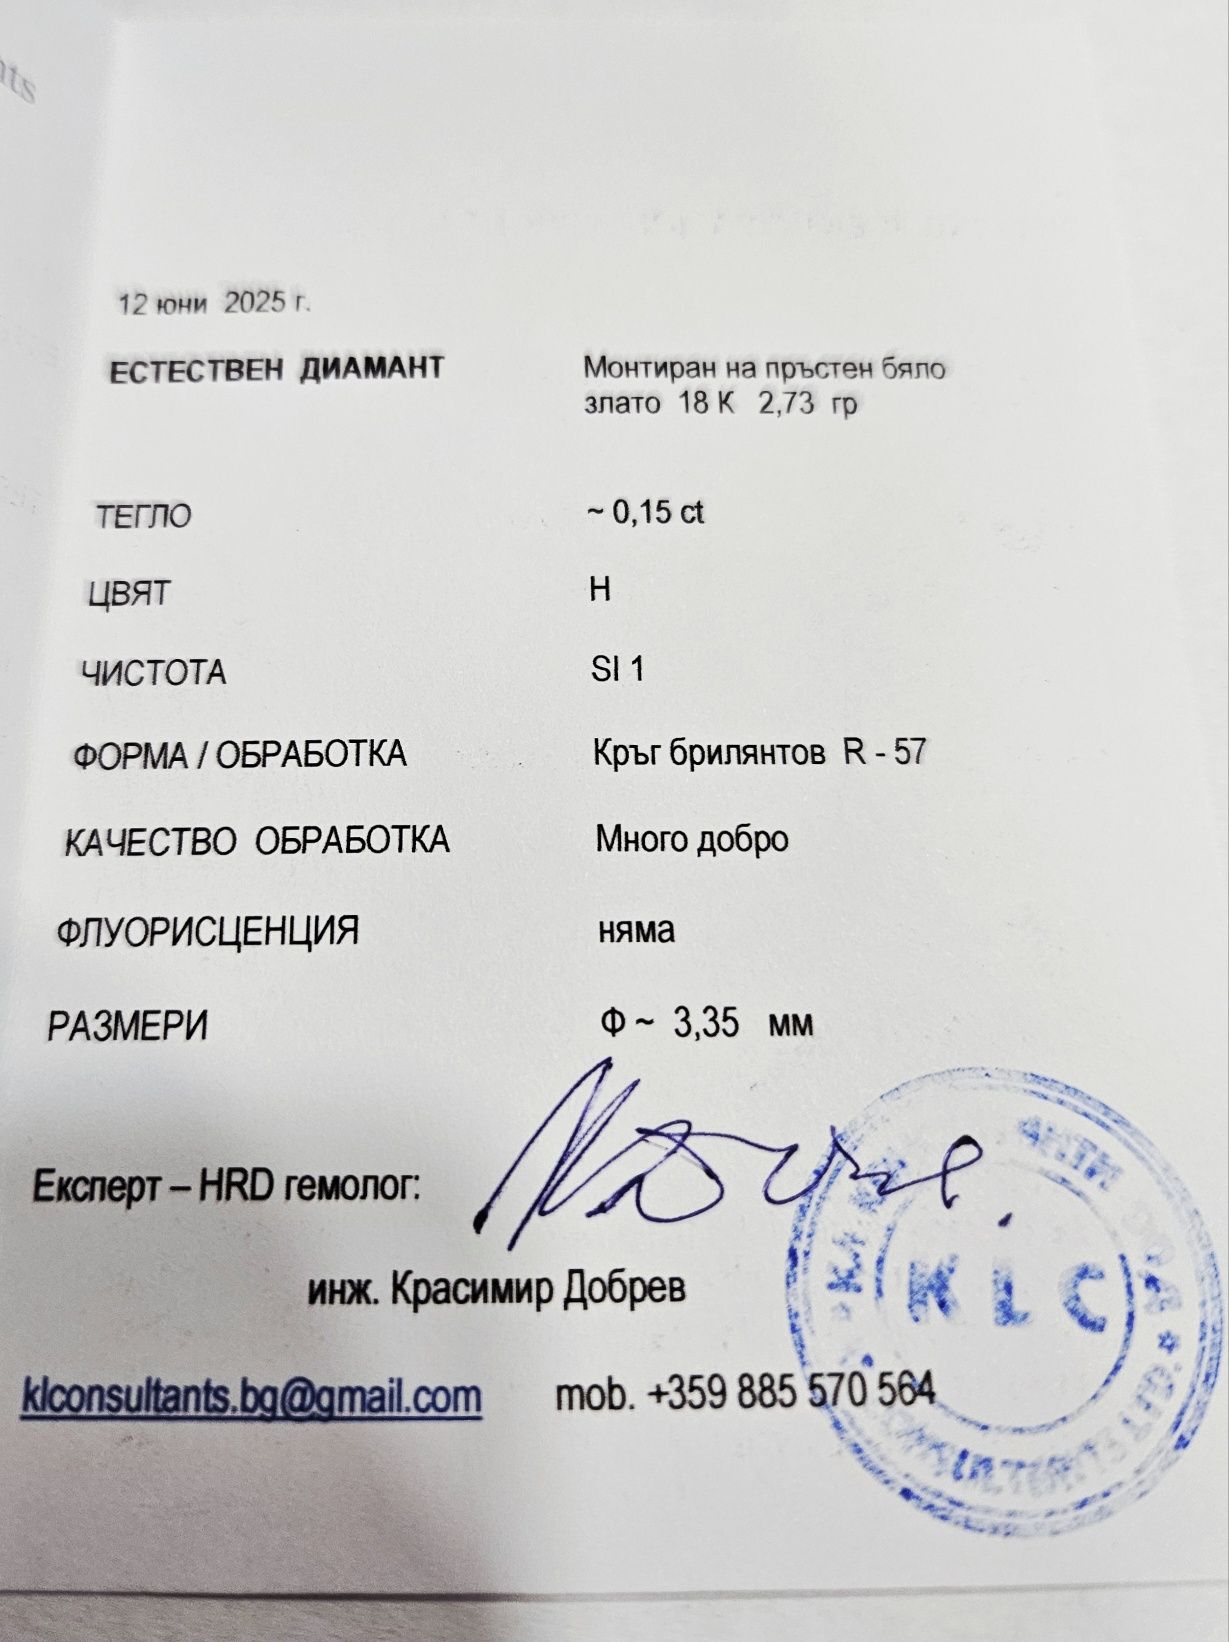 12 юни 2025 г.
ЕСТЕСТВЕН ДИАМАНТ Монтиран на пръстен бяло
злато 18 К 2,73 гр
ТЕГЛО ~ 0,15 ct
ЦВЯТ H
ЧИСТОТА SI 1
ФОРМА / ОБРАБОТКА Кръг брилянтов R - 57
КАЧЕСТВО ОБРАБОТКА Много добро
ФЛУОРИСЦЕНЦИЯ няма
РАЗМЕРИ Ф ~ 3,35 мм
Експерт – HRD гемолог:
инж. Красимир Добрев
klconsultants.bg@gmail.com mob. +359 885 570 564
KLC